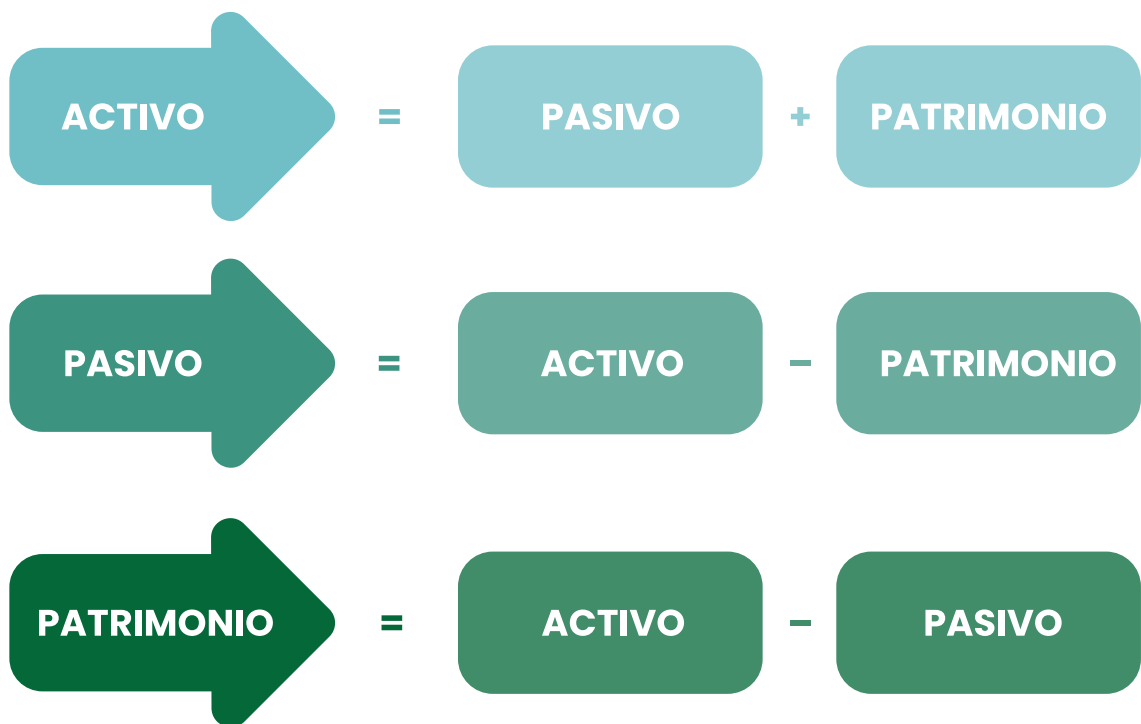 ACTIVO = PASIVO + PATRIMONIO
PASIVO = ACTIVO – PATRIMONIO
PATRIMONIO = ACTIVO – PASIVO